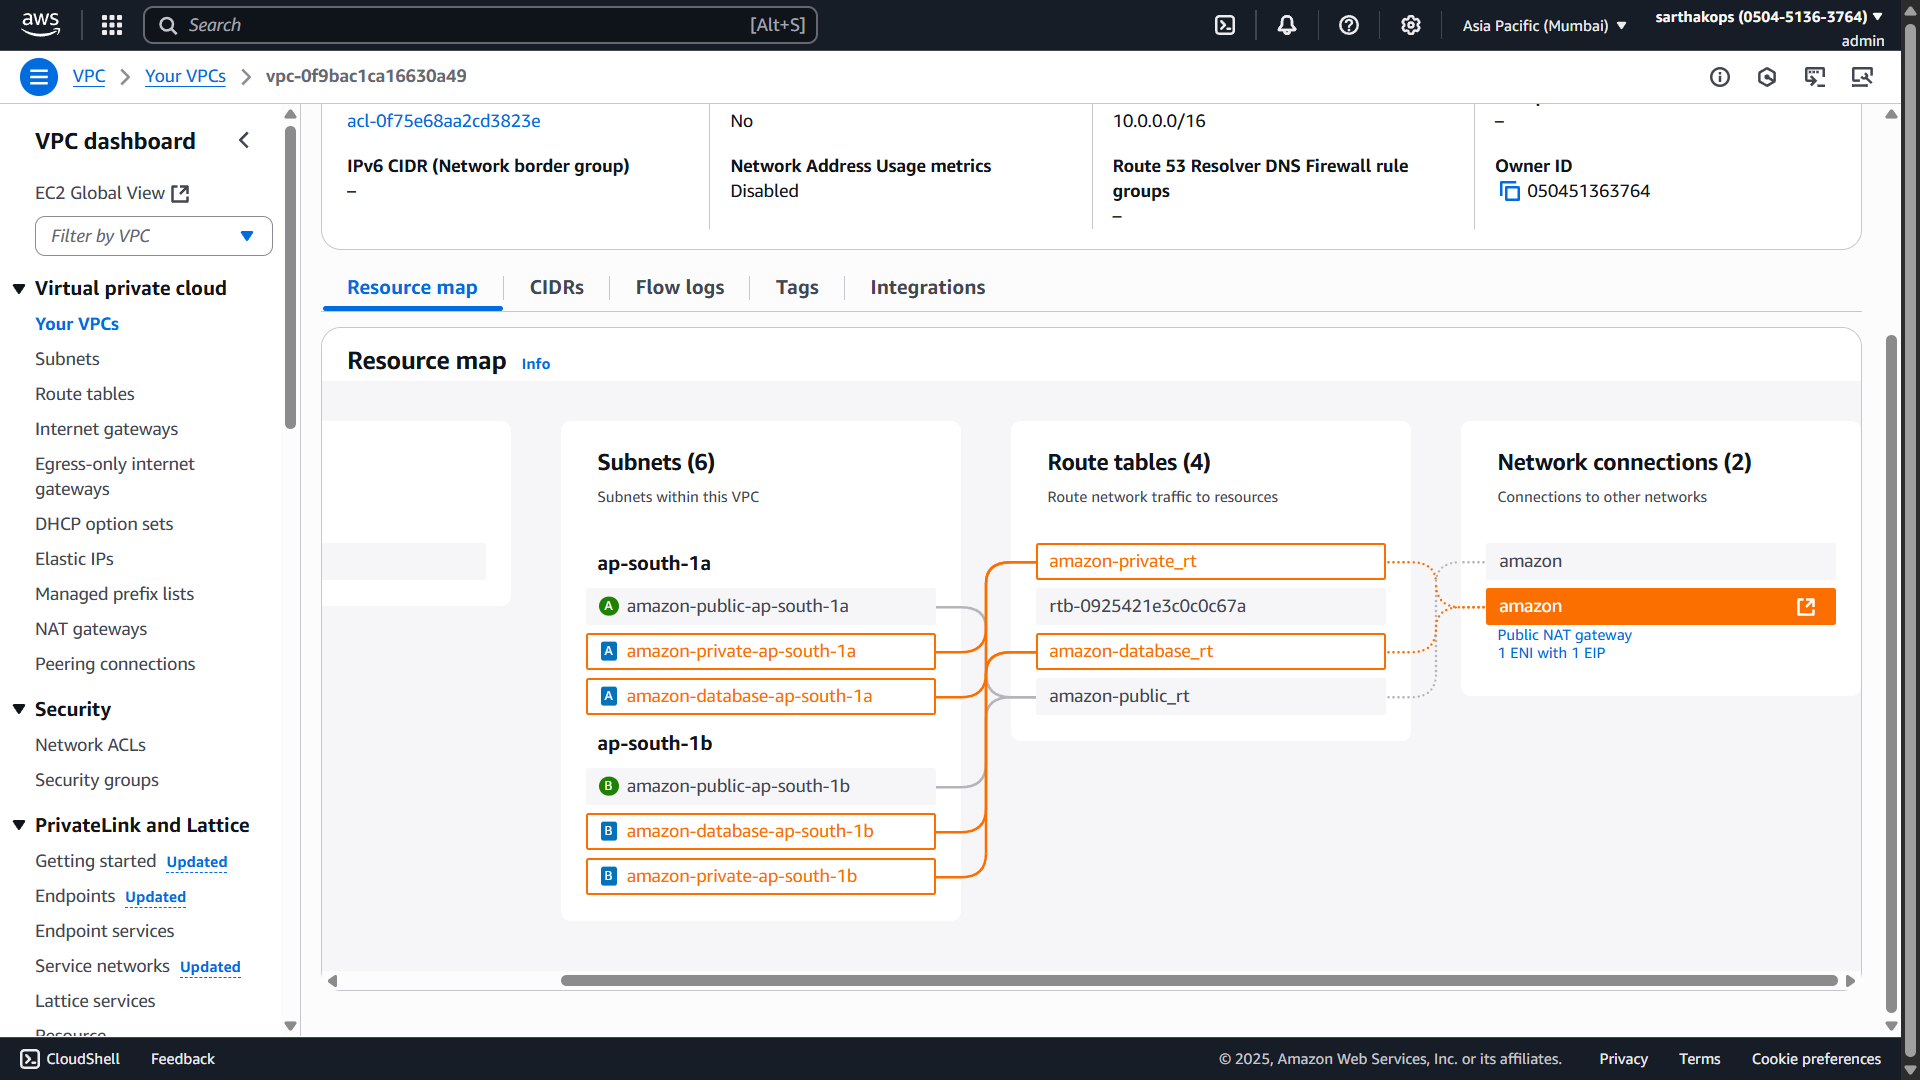 aws
Search
[Alt+S]
Asia Pacific (Mumbai)
sarthakops (0504-5136-3764)
admin
VPC
Your VPCs
vpc-0f9bac1ca16630a49
VPC dashboard
EC2 Global View
Filter by VPC
Virtual private cloud
Your VPCs
Subnets
Route tables
Internet gateways
Egress-only internet
gateways
DHCP option sets
Elastic IPs
Managed prefix lists
NAT gateways
Peering connections
Security
Network ACLs
Security groups
PrivateLink and Lattice
Getting started Updated
Endpoints Updated
Endpoint services
Service networks Updated
Lattice services
Resource
acl-0f75e68aa2cd3823e
No
10.0.0.0/16
–
IPv6 CIDR (Network border group)
–
Network Address Usage metrics
Disabled
Route 53 Resolver DNS Firewall rule
groups
–
Owner ID
050451363764
Resource map
CIDRs
Flow logs
Tags
Integrations
Resource map Info
Subnets (6)
Subnets within this VPC
ap-south-1a
A amazon-public-ap-south-1a
A amazon-private-ap-south-1a
A amazon-database-ap-south-1a
ap-south-1b
B amazon-public-ap-south-1b
B amazon-database-ap-south-1b
B amazon-private-ap-south-1b
Route tables (4)
Route network traffic to resources
amazon-private_rt
rtb-0925421e3c0c0c67a
amazon-database_rt
amazon-public_rt
Network connections (2)
Connections to other networks
amazon
amazon
Public NAT gateway
1 ENI with 1 EIP
CloudShell
Feedback
© 2025, Amazon Web Services, Inc. or its affiliates.
Privacy
Terms
Cookie preferences